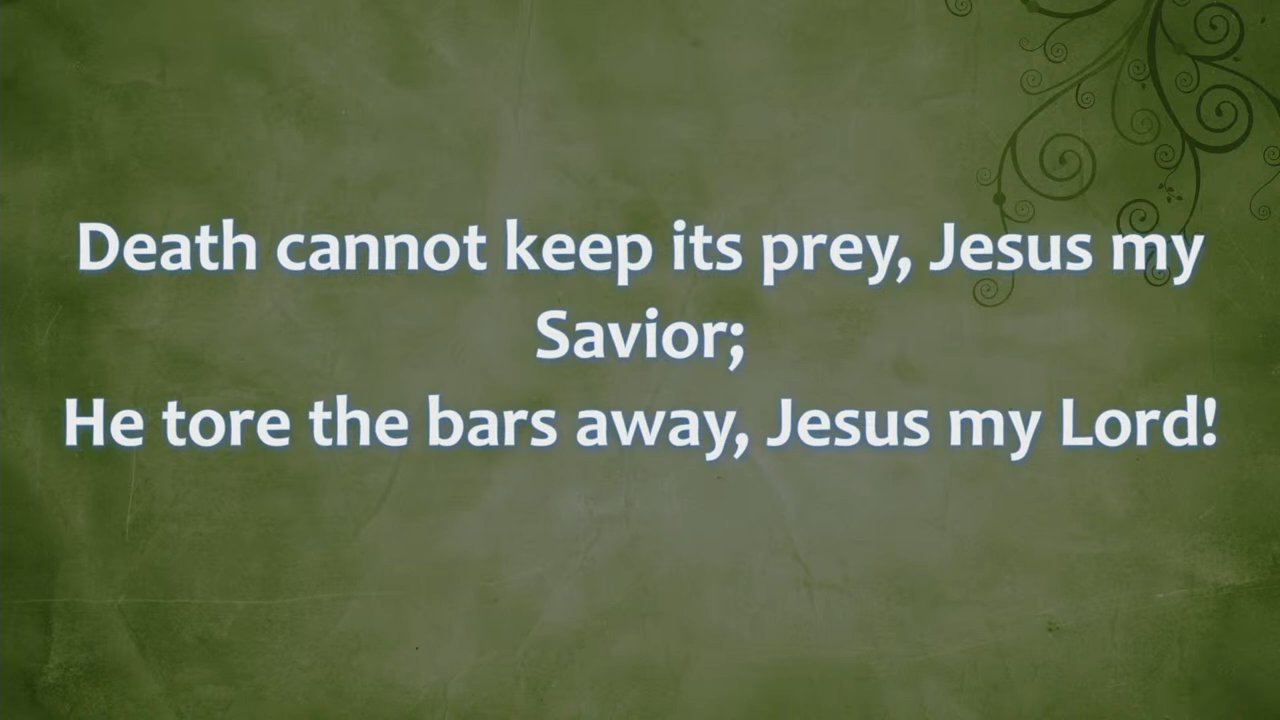 Death cannot keep its prey, Jesus my
Savior;
He tore the bars away, Jesus my Lord!